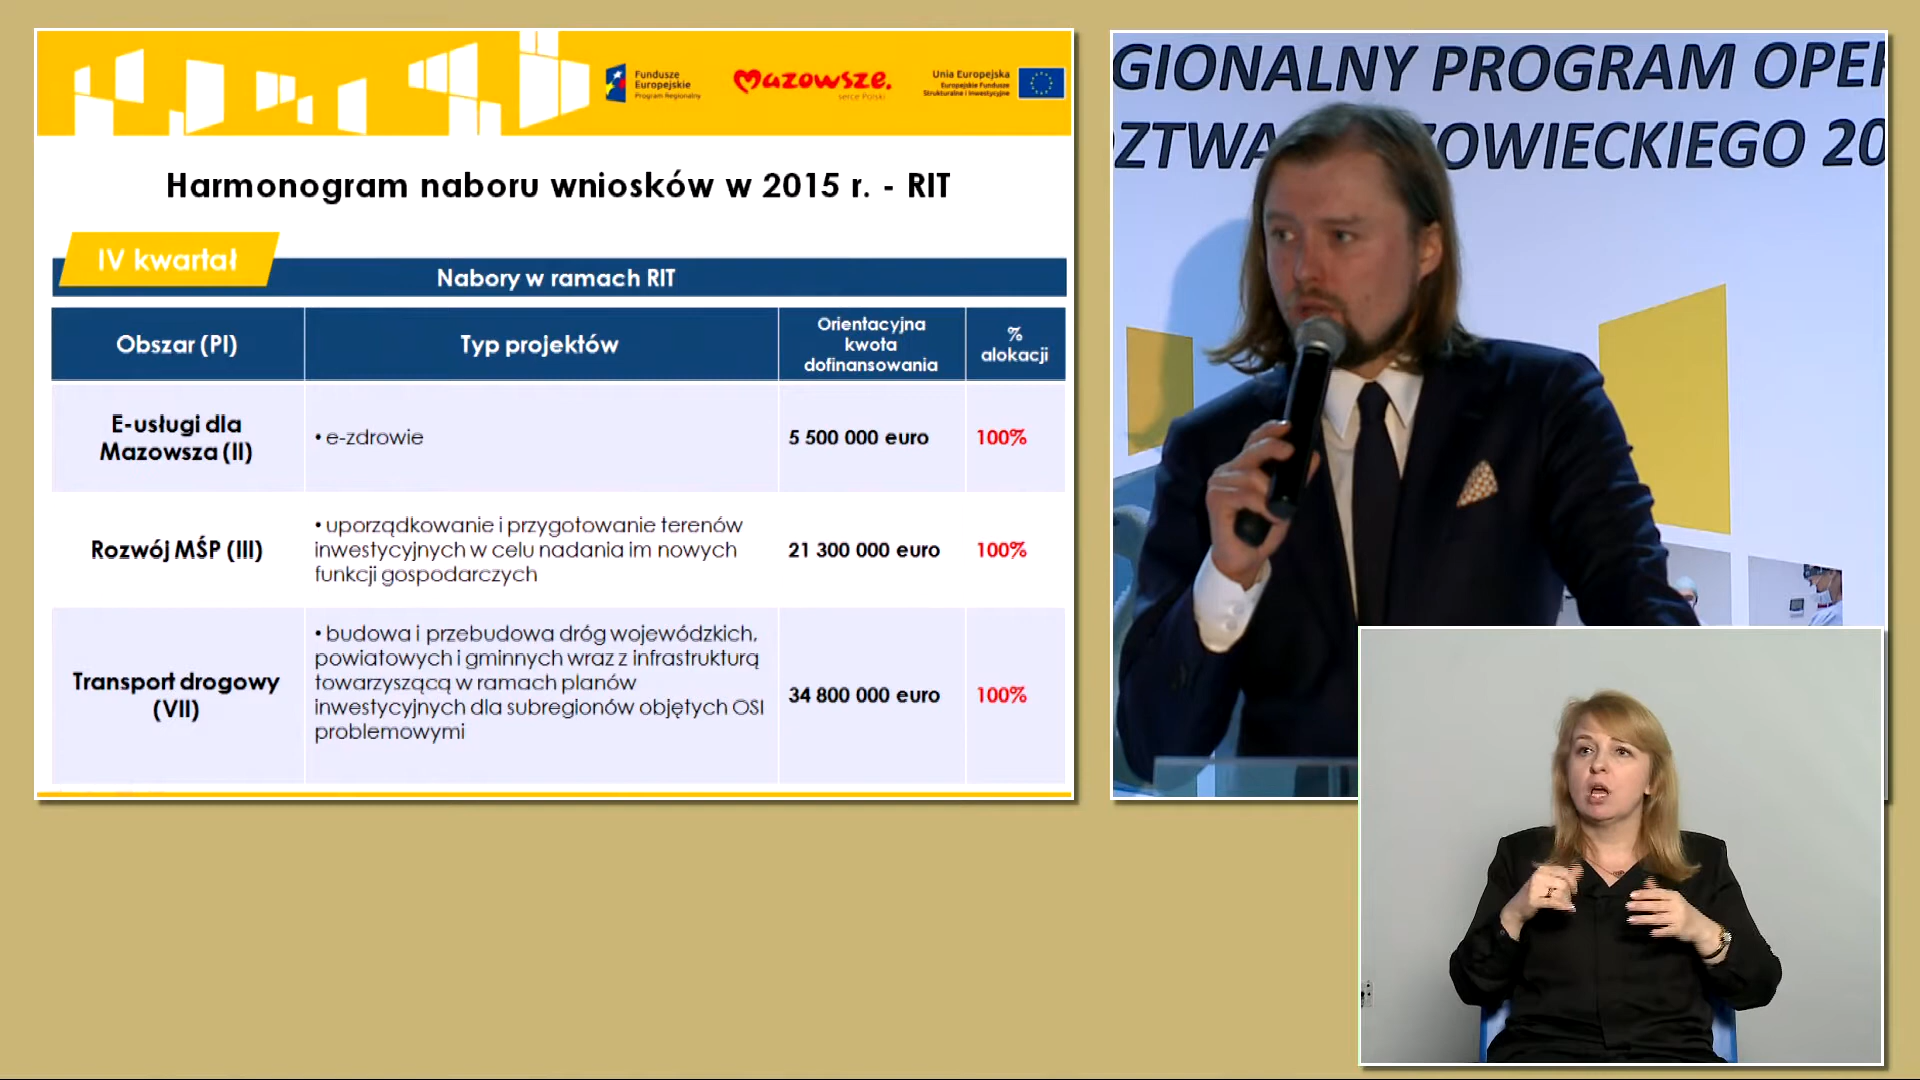 Fundusze
Europejskie
Program Regionalny
Mazowsze.
serce Polski
Unia Europejska
Europejskie Fundusze
Strukturalne i Inwestycyjne
Harmonogram naboru wniosków w 2015 r. - RIT
IV kwartał
Nabory w ramach RIT
Obszar (PI)
Typ projektów
Orientacyjna
kwota
dofinansowania
%
alokacji
E-usługi dla
Mazowsza (II)
• e-zdrowie
5 500 000 euro
100%
Rozwój MŚP (III)
• uporządkowanie i przygotowanie terenów
inwestycyjnych w celu nadania im nowych
funkcji gospodarczych
21 300 000 euro
100%
Transport drogowy
(VII)
• budowa i przebudowa dróg wojewódzkich,
powiatowych i gminnych wraz z infrastrukturą
towarzyszącą w ramach planów
inwestycyjnych dla subregionów objętych OSI
problemowymi
34 800 000 euro
100%
GIONALNY PROGRAM OPER
DZTWA ZOWIECKIEGO 20